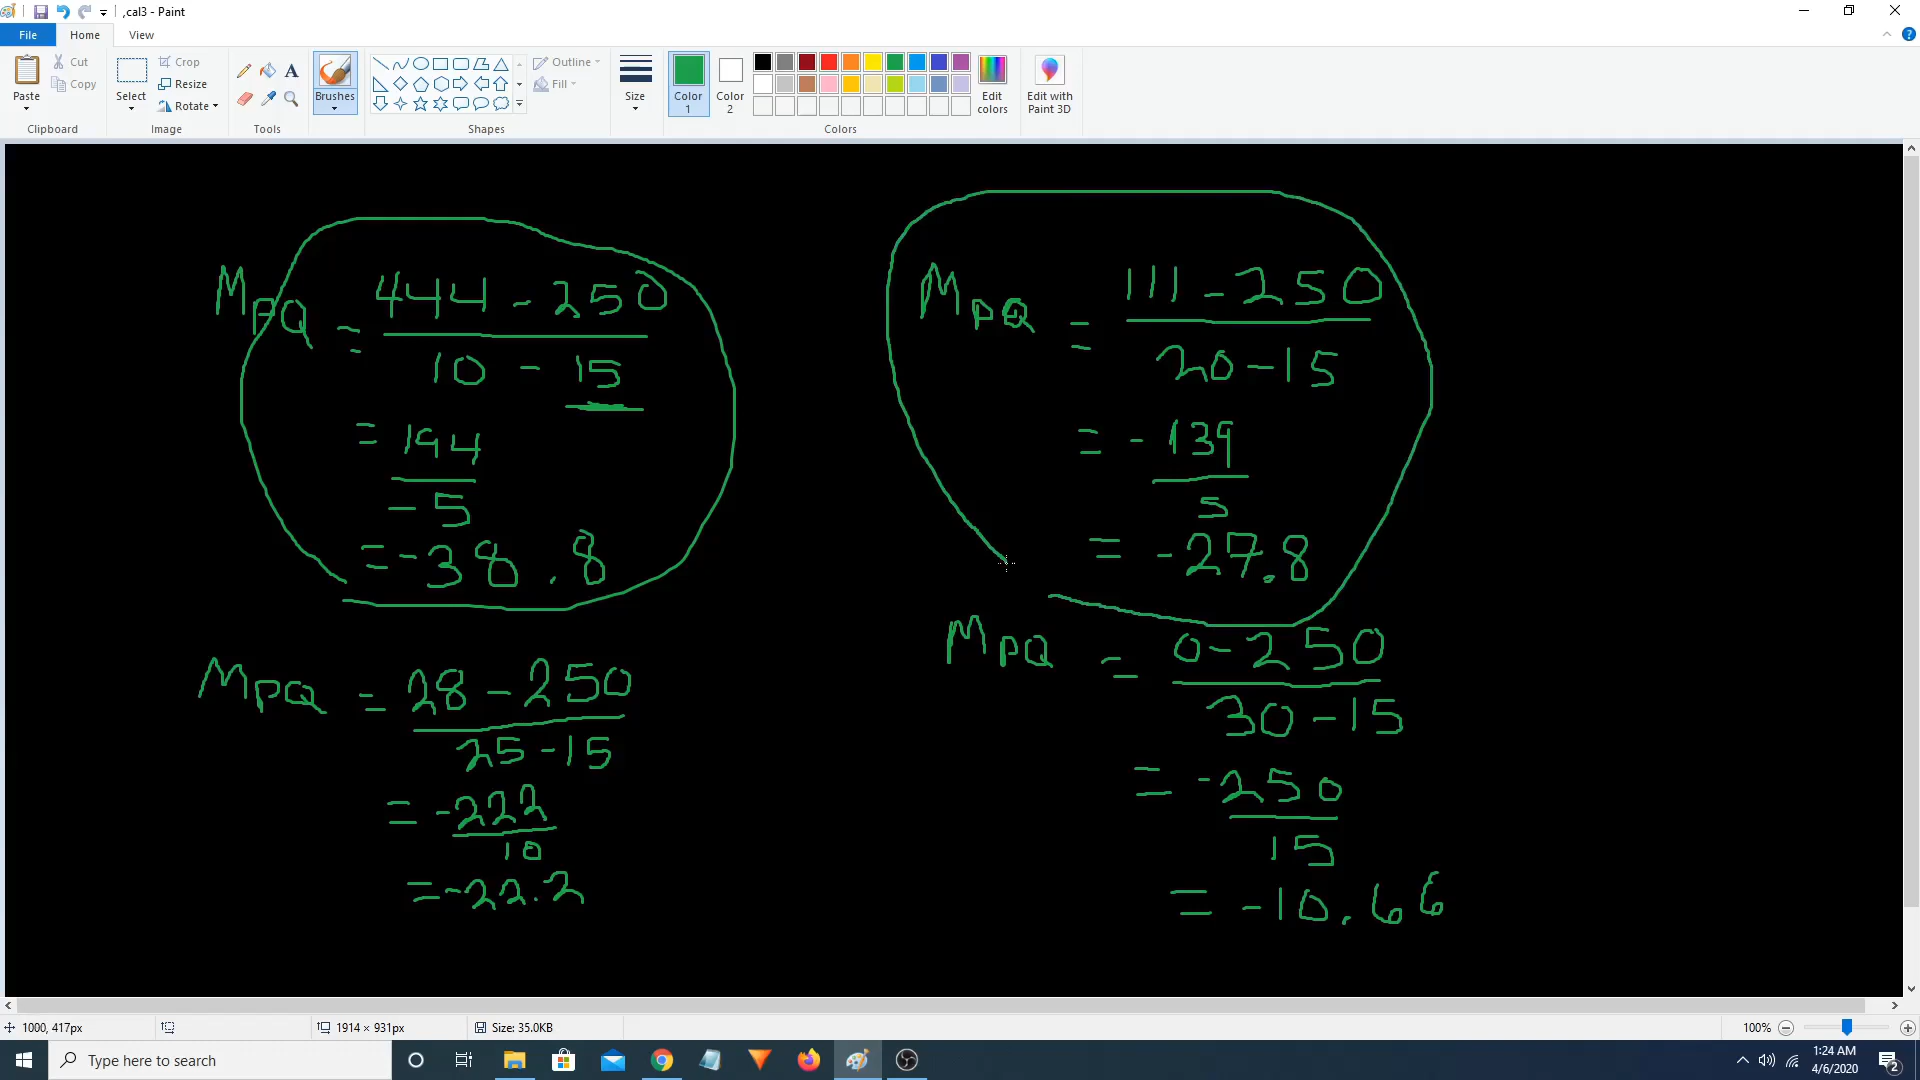 ,cal3 - Paint
File Home View
Paste
Cut
Copy
Clipboard
Select
Crop
Resize
Rotate
Image
A
Tools
Brushes
Shapes
Outline
Fill
Size
Color 1
Color 2
Edit colors
Colors
Edit with Paint 3D
MPQ = 444 - 250
10 - 15
= 194
-5
= -38.8
MPQ = 111 - 250
20 - 15
= -139
5
= -27.8
MPQ = 28 - 250
25 - 15
= -222
10
= -22.2
MPQ = 0 - 250
30 - 15
= -250
15
= -10.66
1000, 417px
1914 × 931px
Size: 35.0KB
100%
Type here to search
1:24 AM
4/6/2020
2